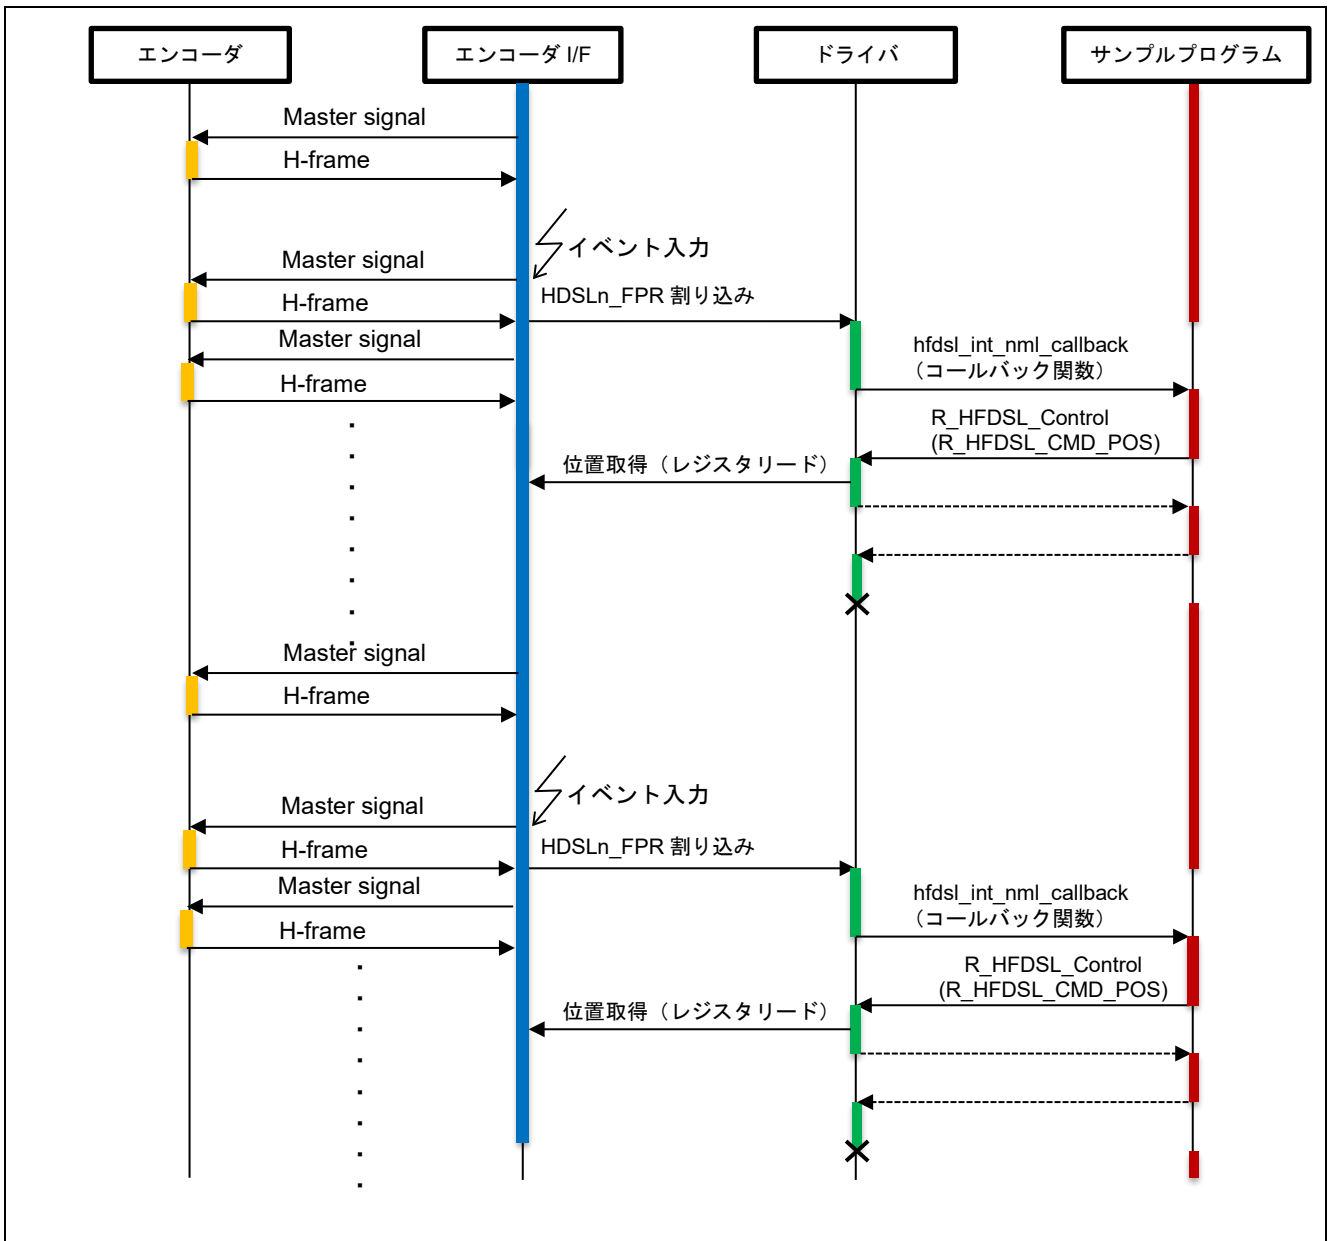 エンコーダ
エンコーダ I/F
ドライバ
サンプルプログラム
Master signal
H-frame
イベント入力
Master signal
HDSLn_FPR 割り込み
H-frame
Master signal
hfdsl_int_nml_callback
（コールバック関数）
H-frame
R_HFDSL_Control
(R_HFDSL_CMD_POS)
位置取得（レジスタリード）
Master signal
H-frame
イベント入力
Master signal
HDSLn_FPR 割り込み
H-frame
Master signal
hfdsl_int_nml_callback
（コールバック関数）
H-frame
R_HFDSL_Control
(R_HFDSL_CMD_POS)
位置取得（レジスタリード）